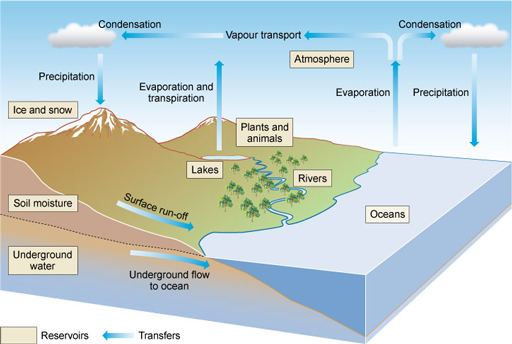 Condensation
Vapour transport
Condensation
Atmosphere
Precipitation
Evaporation and
transpiration
Evaporation
Precipitation
Ice and snow
Plants and
animals
Lakes
Rivers
Soil moisture
Surface run-off
Oceans
Underground
water
Underground flow
to ocean
Reservoirs
Transfers